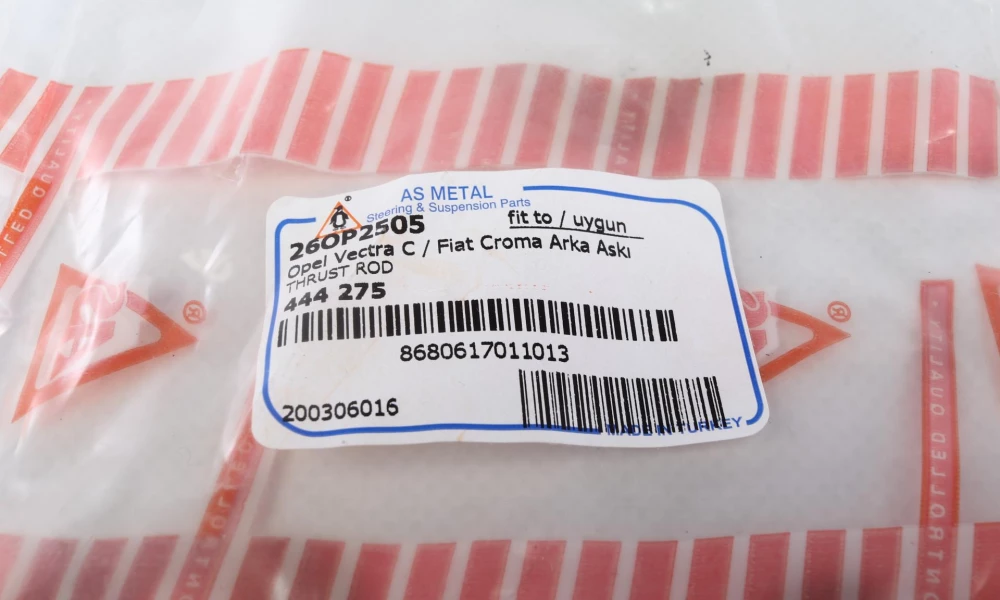 AS METAL
Steering & Suspension Parts
26OP2505
fit to / uygun
Opel Vectra C / Fiat Croma Arka Askı
THRUST ROD
444 275
8680617011013
200306016
MADE IN TURKEY